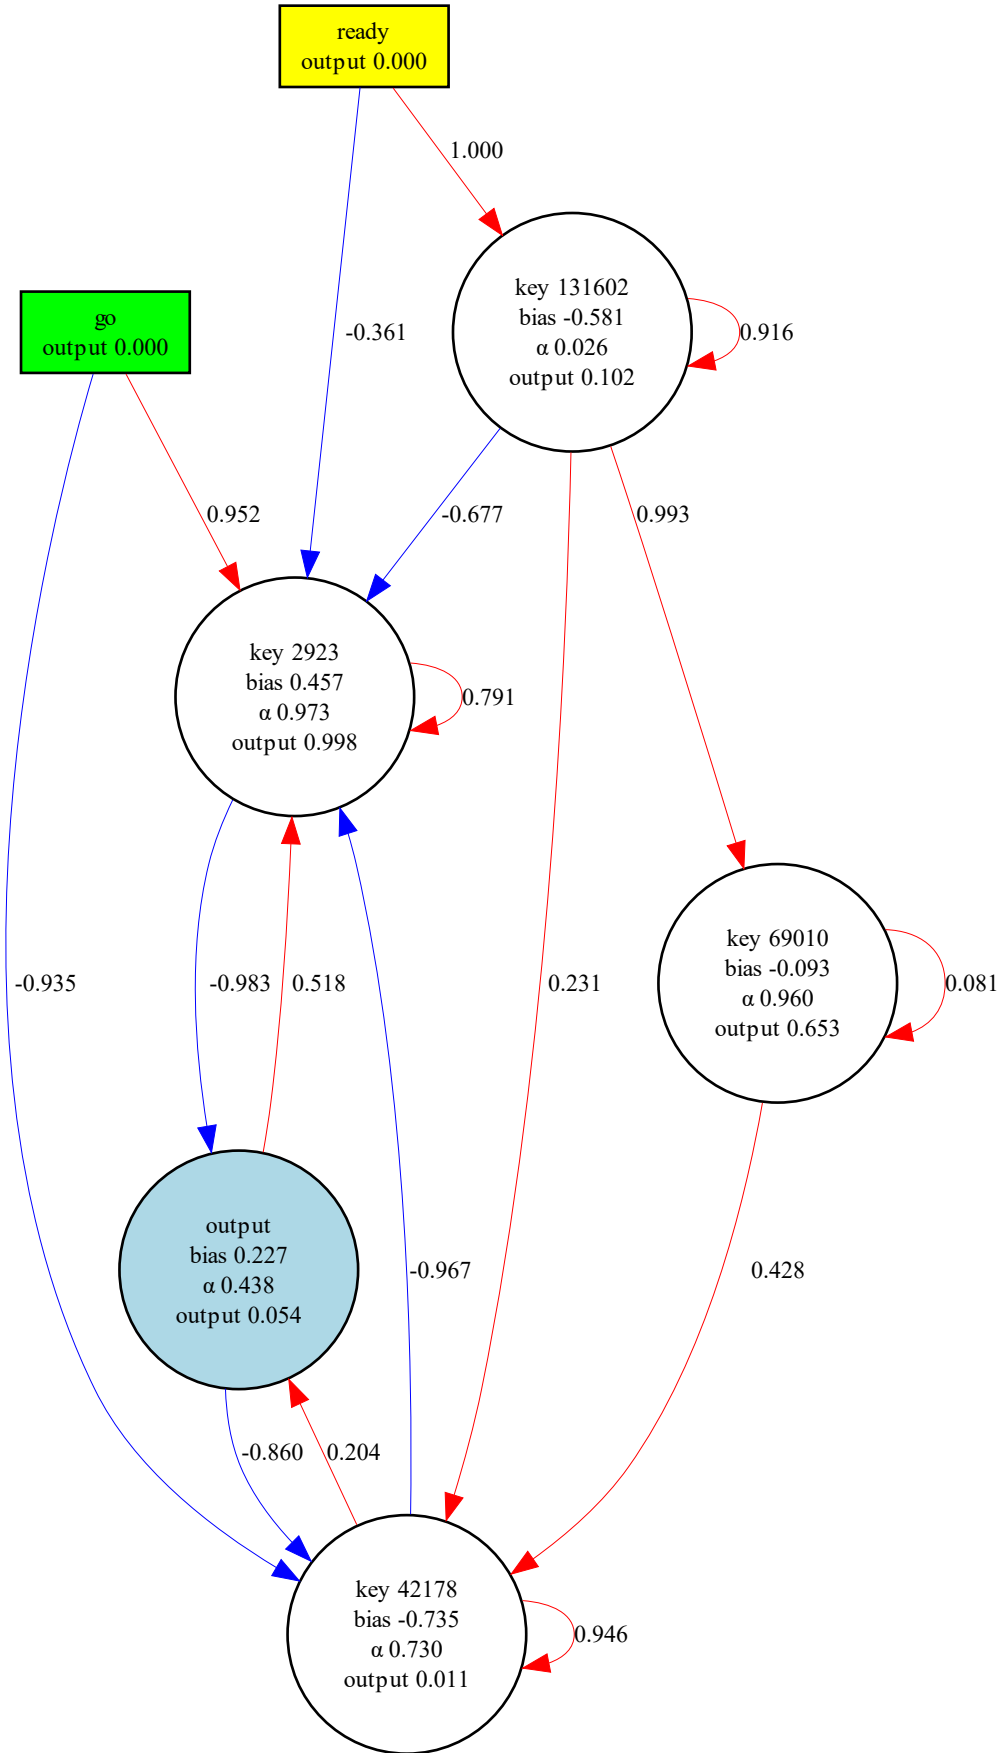 ready
output 0.000
1.000
key 131602
bias -0.581
α 0.026
output 0.102
0.916
go
output 0.000
-0.361
0.952
-0.677
0.993
key 2923
bias 0.457
α 0.973
output 0.998
0.791
key 69010
bias -0.093
α 0.960
output 0.653
0.081
-0.935
-0.983
0.518
0.231
output
bias 0.227
α 0.438
output 0.054
-0.967
0.428
-0.860
0.204
key 42178
bias -0.735
α 0.730
output 0.011
0.946